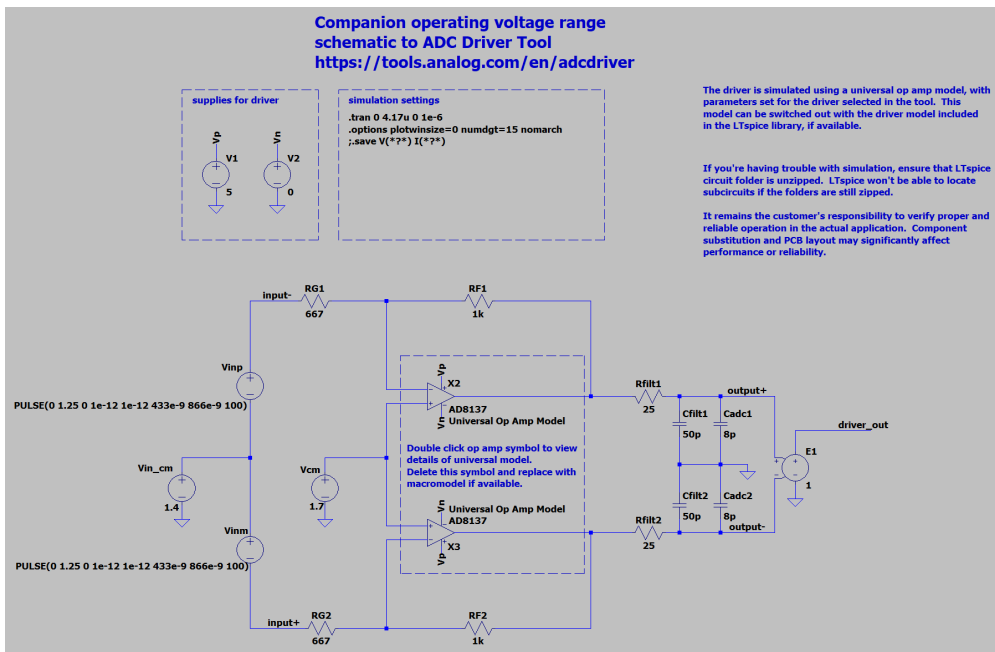 Companion operating voltage range
schematic to ADC Driver Tool
https://tools.analog.com/en/adcdriver
supplies for driver
Vp
V1
5
Vn
V2
0
simulation settings
.tran 0 4.17u 0 1e-6
.options plotwinsize=0 numdgt=15 nomarch
;.save V(*?*) I(*?*)
The driver is simulated using a universal op amp model, with
parameters set for the driver selected in the tool.  This
model can be switched out with the driver model included
in the LTspice library, if available.
If you're having trouble with simulation, ensure that LTspice
circuit folder is unzipped.  LTspice won't be able to locate
subcircuits if the folders are still zipped.
It remains the customer's responsibility to verify proper and
reliable operation in the actual application.  Component
substitution and PCB layout may significantly affect
performance or reliability.
input-
RG1
667
RF1
1k
Vinp
PULSE(0 1.25 0 1e-12 1e-12 433e-9 866e-9 100)
Vp
X2
AD8137
Vn
Universal Op Amp Model
Rfilt1
25
output+
Cfilt1
50p
Cadc1
8p
driver_out
E1
1
Double click op amp symbol to view
details of universal model.
Delete this symbol and replace with
macromodel if available.
Vin_cm
1.4
Vcm
1.7
Vn
Universal Op Amp Model
AD8137
X3
Vp
Cfilt2
50p
Cadc2
8p
Rfilt2
25
output-
Vinm
PULSE(0 1.25 0 1e-12 1e-12 433e-9 866e-9 100)
input+
RG2
667
RF2
1k